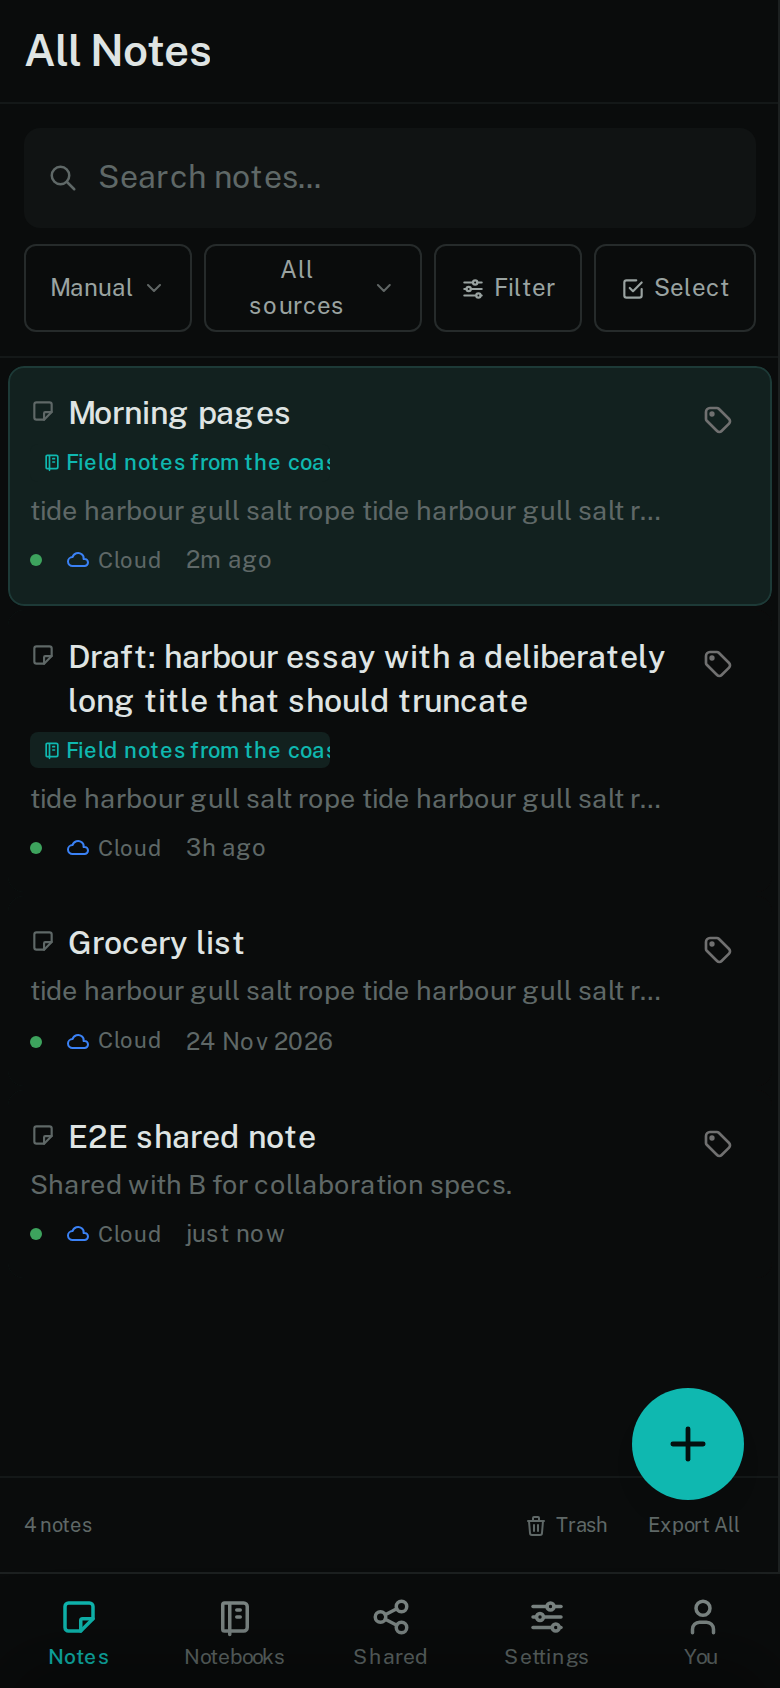 All Notes
Search notes...
Manual
All sources
Filter
Select
Morning pages
Field notes from the coas
tide harbour gull salt rope tide harbour gull salt r...
Cloud 2m ago
Draft: harbour essay with a deliberately
long title that should truncate
Field notes from the coas
tide harbour gull salt rope tide harbour gull salt r...
Cloud 3h ago
Grocery list
tide harbour gull salt rope tide harbour gull salt r...
Cloud 24 Nov 2026
E2E shared note
Shared with B for collaboration specs.
Cloud just now
4 notes
Trash
Export All
Notes
Notebooks
Shared
Settings
You